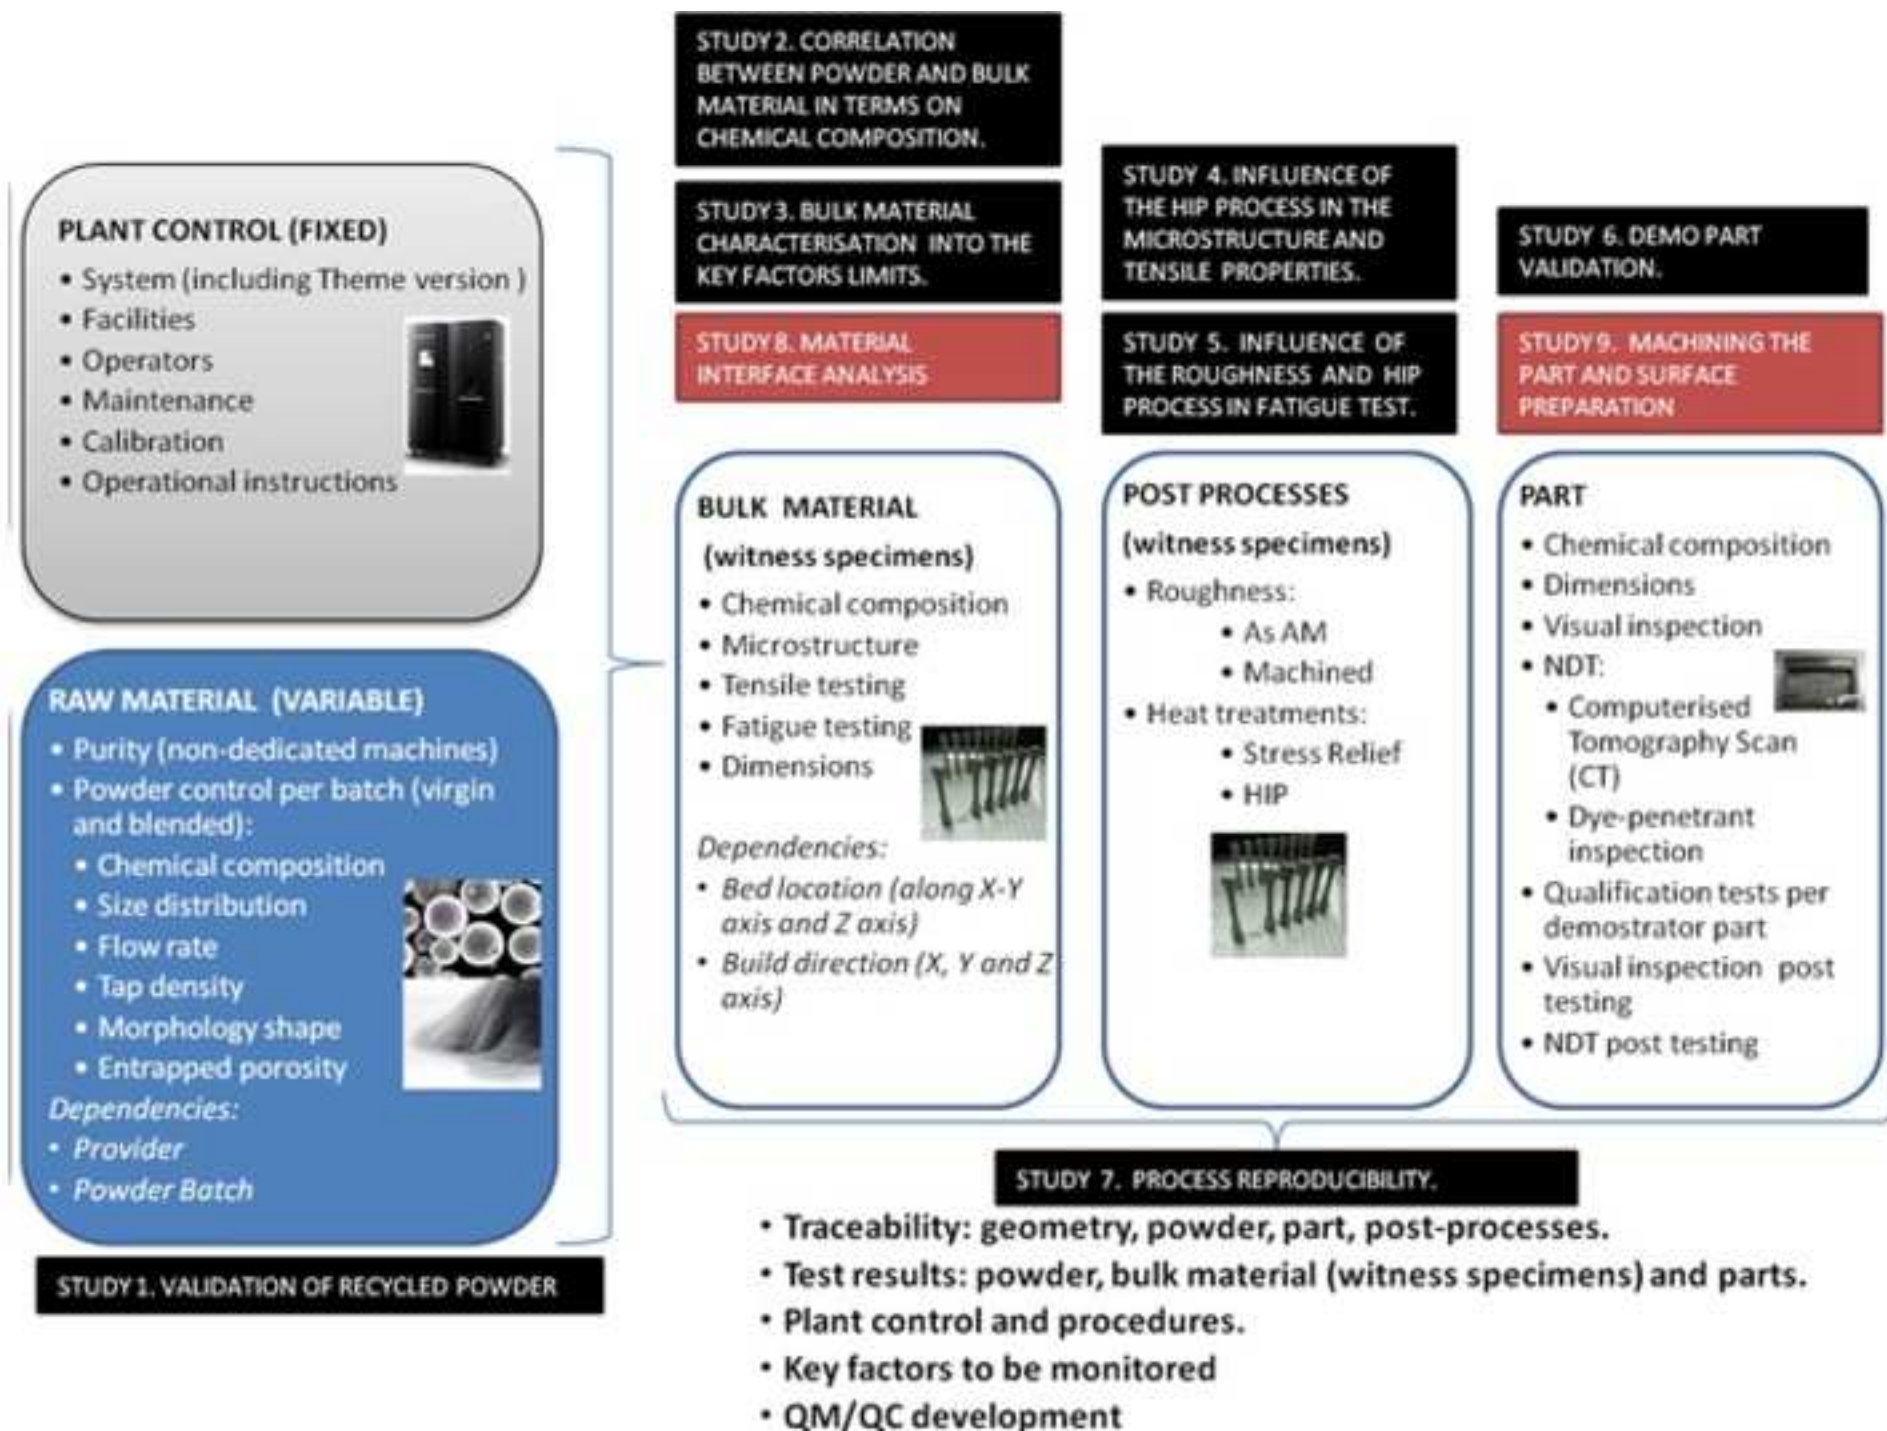 STUDY 2. CORRELATION
BETWEEN POWDER AND BULK
MATERIAL IN TERMS ON
CHEMICAL COMPOSITION.
STUDY 3. BULK MATERIAL
CHARACTERISATION INTO THE
KEY FACTORS LIMITS.
STUDY 8. MATERIAL
INTERFACE ANALYSIS
STUDY 4. INFLUENCE OF
THE HIP PROCESS IN THE
MICROSTRUCTURE AND
TENSILE PROPERTIES.
STUDY 5. INFLUENCE OF
THE ROUGHNESS AND HIP
PROCESS IN FATIGUE TEST.
STUDY 6. DEMO PART
VALIDATION.
STUDY 9. MACHINING THE
PART AND SURFACE
PREPARATION
PLANT CONTROL (FIXED)
• System (including Theme version )
• Facilities
• Operators
• Maintenance
• Calibration
• Operational instructions
RAW MATERIAL (VARIABLE)
• Purity (non-dedicated machines)
• Powder control per batch (virgin
and blended):
• Chemical composition
• Size distribution
• Flow rate
• Tap density
• Morphology shape
• Entrapped porosity
Dependencies:
• Provider
• Powder Batch
STUDY 1. VALIDATION OF RECYCLED POWDER
BULK MATERIAL
(witness specimens)
• Chemical composition
• Microstructure
• Tensile testing
• Fatigue testing
• Dimensions
Dependencies:
• Bed location (along X-Y
axis and Z axis)
• Build direction (X, Y and Z
axis)
POST PROCESSES
(witness specimens)
• Roughness:
• As AM
• Machined
• Heat treatments:
• Stress Relief
• HIP
PART
• Chemical composition
• Dimensions
• Visual inspection
• NDT:
• Computerised
Tomography Scan
(CT)
• Dye-penetrant
inspection
• Qualification tests per
demostrator part
• Visual inspection post
testing
• NDT post testing
STUDY 7. PROCESS REPRODUCIBILITY.
• Traceability: geometry, powder, part, post-processes.
• Test results: powder, bulk material (witness specimens) and parts.
• Plant control and procedures.
• Key factors to be monitored
• QM/QC development